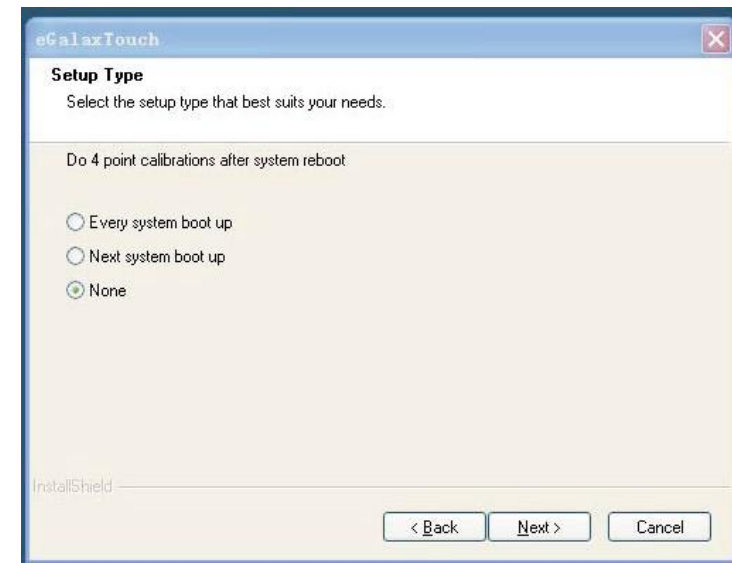 eGalaxTouch
Setup Type
Select the setup type that best suits your needs.
Do 4 point calibrations after system reboot
Every system boot up
Next system boot up
None
InstallShield
< Back Next > Cancel